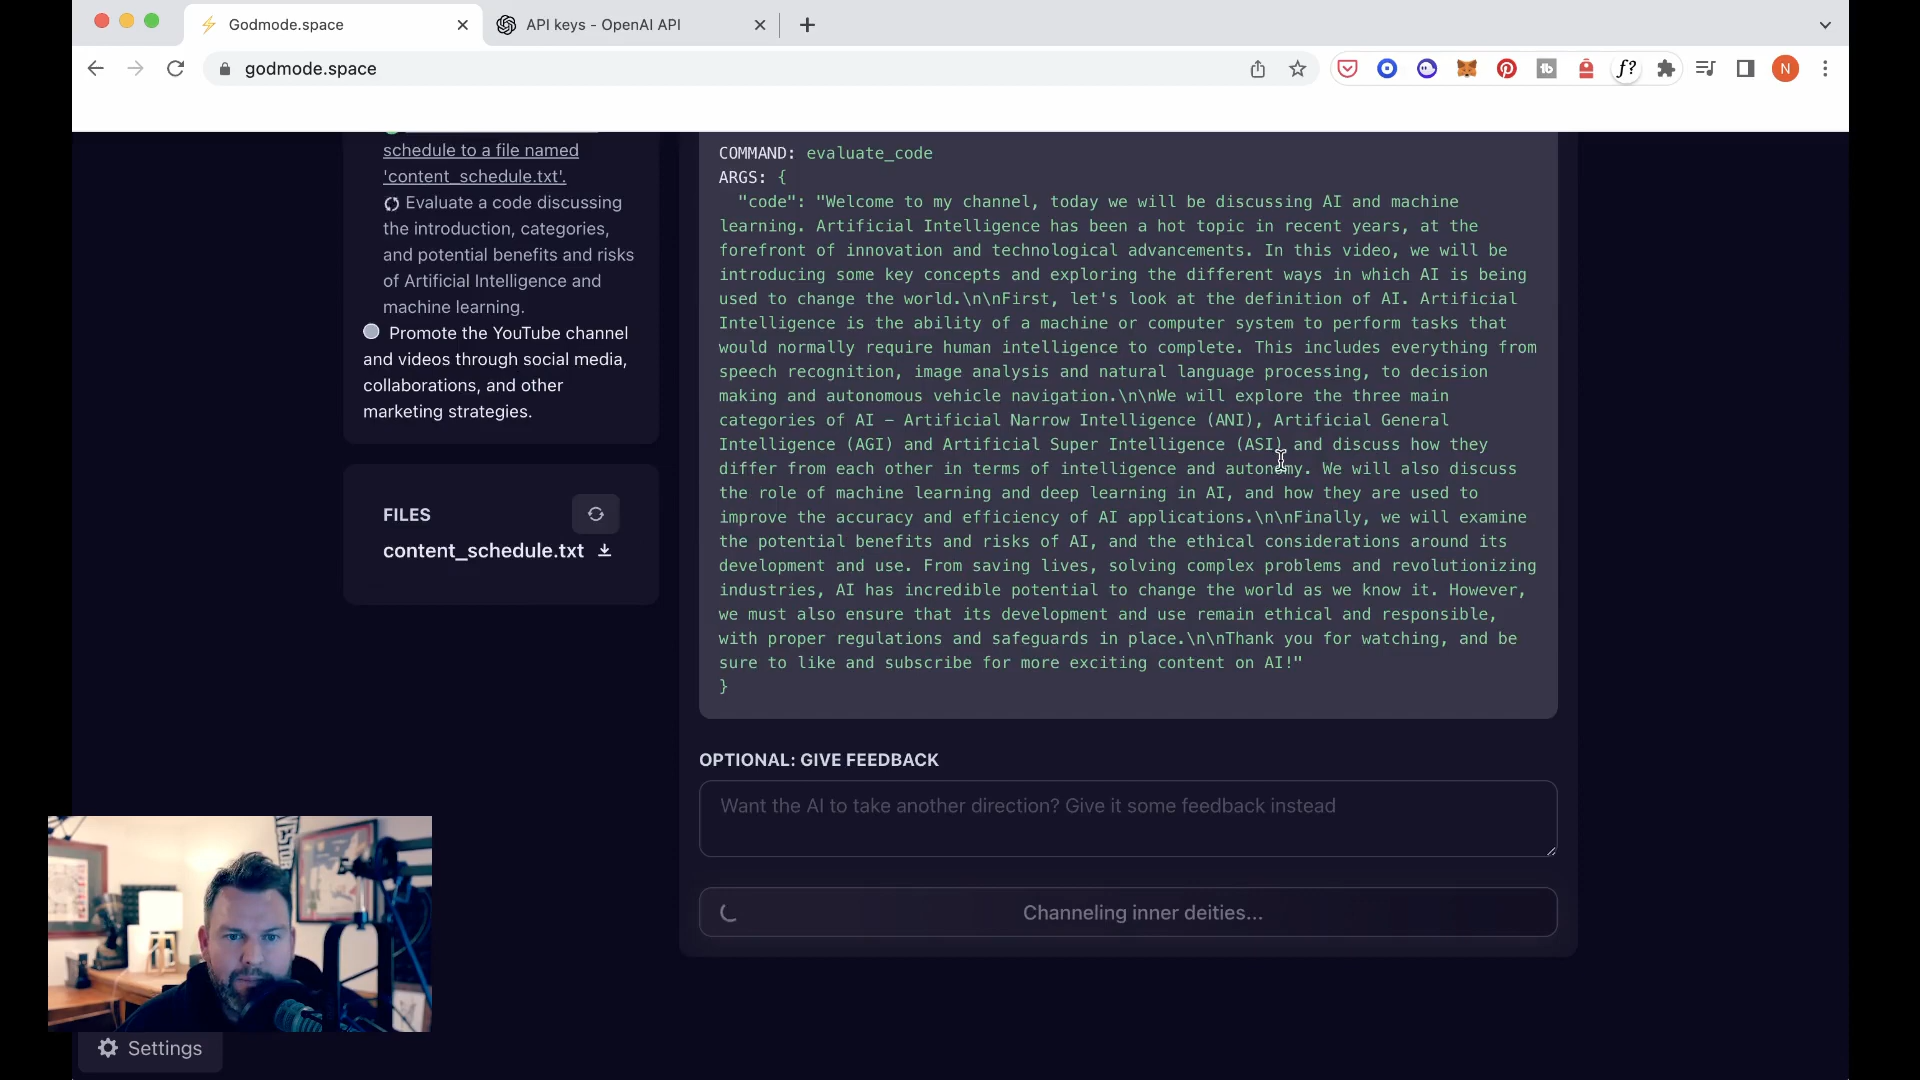 Godmode.space
API keys - OpenAI API
godmode.space
N
schedule to a file named
'content_schedule.txt'.
Evaluate a code discussing
the introduction, categories,
and potential benefits and risks
of Artificial Intelligence and
machine learning.
Promote the YouTube channel
and videos through social media,
collaborations, and other
marketing strategies.
FILES
content_schedule.txt
COMMAND: evaluate_code
ARGS: {
"code": "Welcome to my channel, today we will be discussing AI and machine
learning. Artificial Intelligence has been a hot topic in recent years, at the
forefront of innovation and technological advancements. In this video, we will be
introducing some key concepts and exploring the different ways in which AI is being
used to change the world.\n\nFirst, let's look at the definition of AI. Artificial
Intelligence is the ability of a machine or computer system to perform tasks that
would normally require human intelligence to complete. This includes everything from
speech recognition, image analysis and natural language processing, to decision
making and autonomous vehicle navigation.\n\nWe will explore the three main
categories of AI – Artificial Narrow Intelligence (ANI), Artificial General
Intelligence (AGI) and Artificial Super Intelligence (ASI) and discuss how they
differ from each other in terms of intelligence and autonomy. We will also discuss
the role of machine learning and deep learning in AI, and how they are used to
improve the accuracy and efficiency of AI applications.\n\nFinally, we will examine
the potential benefits and risks of AI, and the ethical considerations around its
development and use. From saving lives, solving complex problems and revolutionizing
industries, AI has incredible potential to change the world as we know it. However,
we must also ensure that its development and use remain ethical and responsible,
with proper regulations and safeguards in place.\n\nThank you for watching, and be
sure to like and subscribe for more exciting content on AI!"
}
OPTIONAL: GIVE FEEDBACK
Want the AI to take another direction? Give it some feedback instead
Channeling inner deities...
Settings